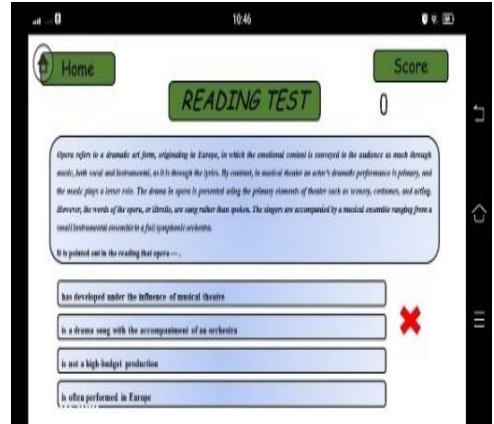 10:46
Home
Score
READING TEST
0
Opera refers to a dramatic art form, originating in Europe, in which the emotional content is conveyed to the audience as much through
music, both vocal and instrumental, as it is through the lyrics. By contrast, in musical theater an actor's dramatic performance is primary, and
the music plays a lesser role. The drama in opera is presented using the primary elements of theater such as scenery, costumes, and acting.
However, the words of the opera, or libretto, are sung rather than spoken. The singers are accompanied by a musical ensemble ranging from a
small instrumental ensemble to a full symphonic orchestra.
It is pointed out in the reading that opera ---.
has developed under the influence of musical theatre
is a drama sung with the accompaniment of an orchestra
is not a high-budget production
is often performed in Europe